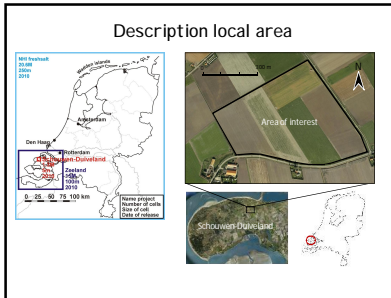 Description local area
NHI freshsalt
20.6M
250m
2010
Wadden islands
Amsterdam
Den Haag
Rotterdam
Schouwen-Duiveland
Zeeland
100m
2010
0 25 50 75 100 km
Name project
Number of cells
Size of cell
Date of release
100 m
N
Area of interest
Schouwen-Duiveland